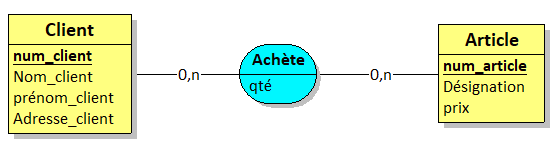 Client
num_client
Nom_client
prénom_client
Adresse_client
0,n
Achète
qté
0,n
Article
num_article
Désignation
prix